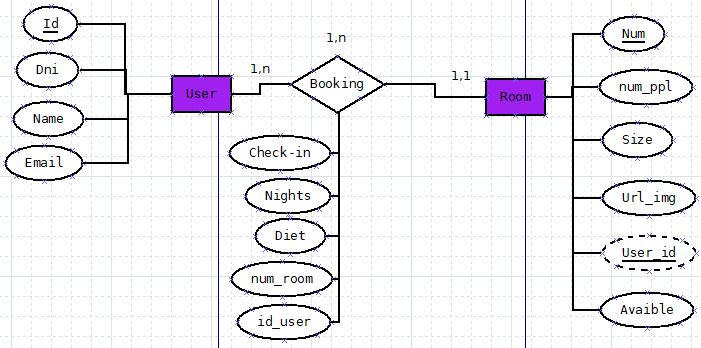 Id
Dni
Name
Email
User
1,n
1,n
Booking
1,1
Room
Check-in
Nights
Diet
num_room
id_user
Num
num_ppl
Size
Url_img
User_id
Avaible